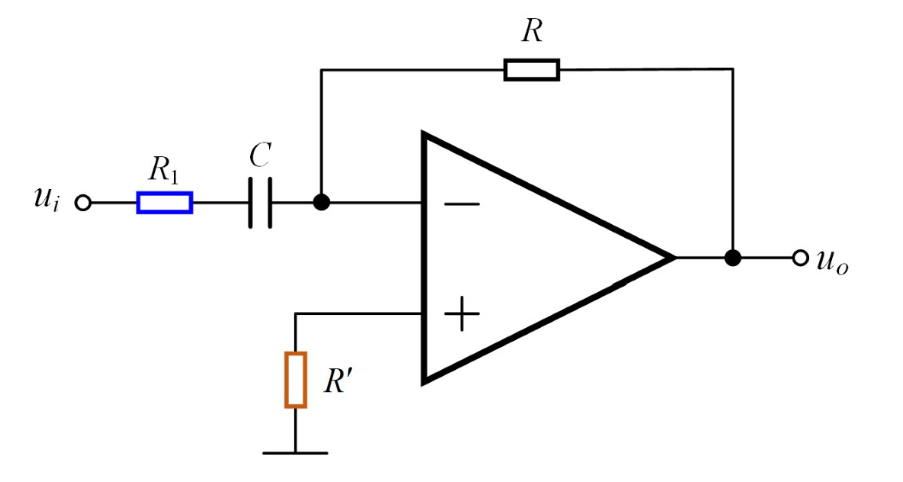 R
C
R₁
uᵢ
−
+
uₒ
R′